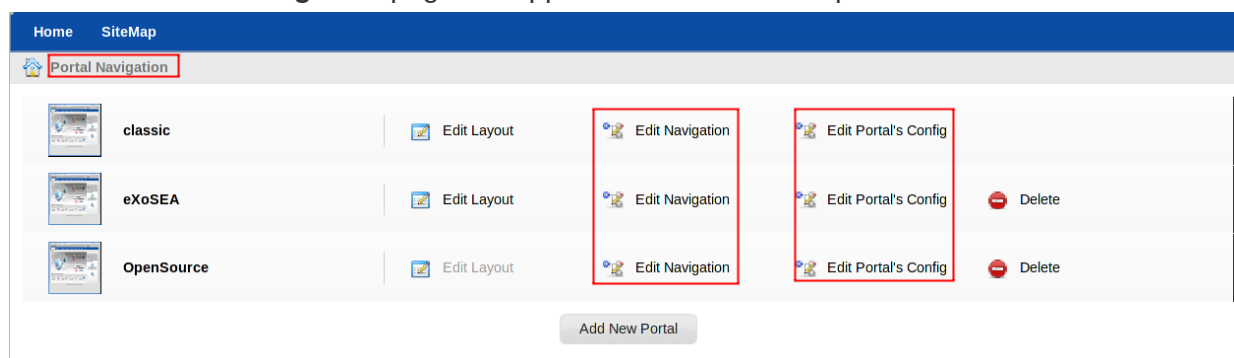 Home SiteMap
Portal Navigation
classic Edit Layout Edit Navigation Edit Portal's Config
eXoSEA Edit Layout Edit Navigation Edit Portal's Config Delete
OpenSource Edit Layout Edit Navigation Edit Portal's Config Delete
Add New Portal